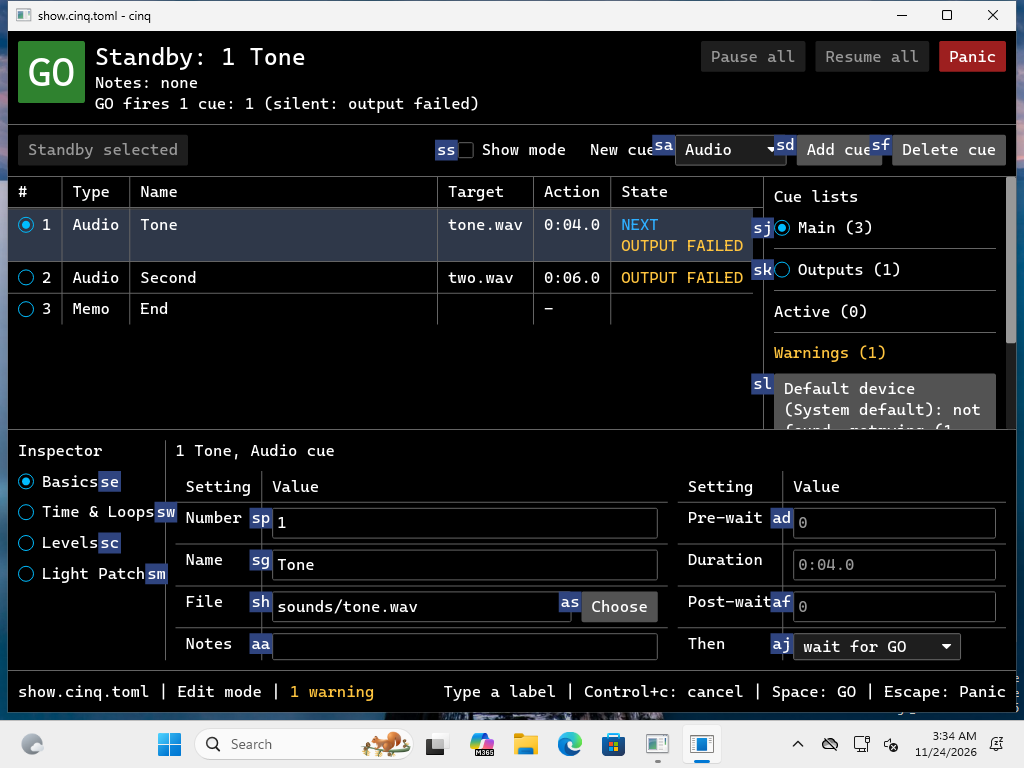 show.cinq.toml - cinq
GO
Standby: 1 Tone
Notes: none
GO fires 1 cue: 1 (silent: output failed)
Pause all
Resume all
Panic
Standby selected
ss Show mode
New cue sa Audio
sd Add cue
sf Delete cue
# Type Name Target Action State
1 Audio Tone tone.wav 0:04.0 NEXT
OUTPUT FAILED
2 Audio Second two.wav 0:06.0 OUTPUT FAILED
3 Memo End –
Cue lists
sj Main (3)
sk Outputs (1)
Active (0)
Warnings (1)
sl Default device
(System default): not
Inspector
Basics se
Time & Loops sw
Levels sc
Light Patch sm
1 Tone, Audio cue
Setting Value
Number sp 1
Name sg Tone
File sh sounds/tone.wav as Choose
Notes aa
Setting Value
Pre-wait ad 0
Duration 0:04.0
Post-wait af 0
Then aj wait for GO
show.cinq.toml | Edit mode | 1 warning
Type a label | Control+c: cancel | Space: GO | Escape: Panic
Search
M365
3:34 AM
11/24/2026